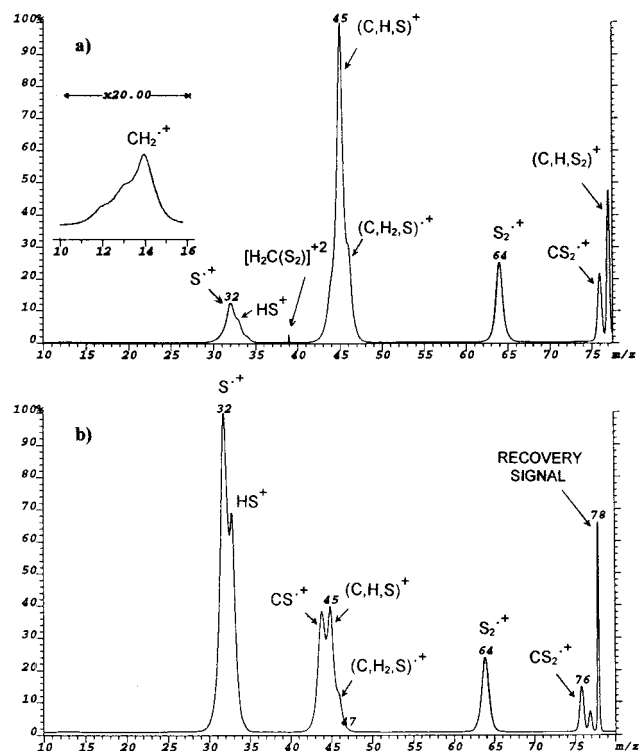 100%
90%
80%
70%
60%
50%
40%
30%
20%
10%
0%
a)
x20.00
CH2·+
10 12 14 16
45
(C,H,S)+
(C,H2,S)·+
[H2C(S2)]+2
S·+
32
HS+
S2·+
64
(C,H,S2)+
CS2·+
10 15 20 25 30 35 40 45 50 55 60 65 70 75 m/z
100%
90%
80%
70%
60%
50%
40%
30%
20%
10%
0%
b)
S·+
32
HS+
CS·+
45
(C,H,S)+
(C,H2,S)·+
47
S2·+
64
RECOVERY
SIGNAL
78
CS2·+
76
10 15 20 25 30 35 40 45 50 55 60 65 70 75 m/z